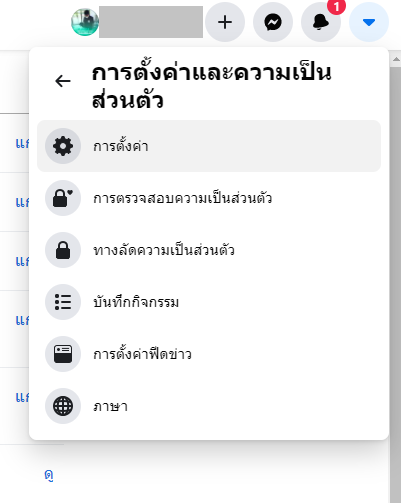 1
การตั้งค่าและความเป็น
ส่วนตัว
การตั้งค่า
การตรวจสอบความเป็นส่วนตัว
ทางลัดความเป็นส่วนตัว
บันทึกกิจกรรม
การตั้งค่าฟีดข่าว
ภาษา
ดู